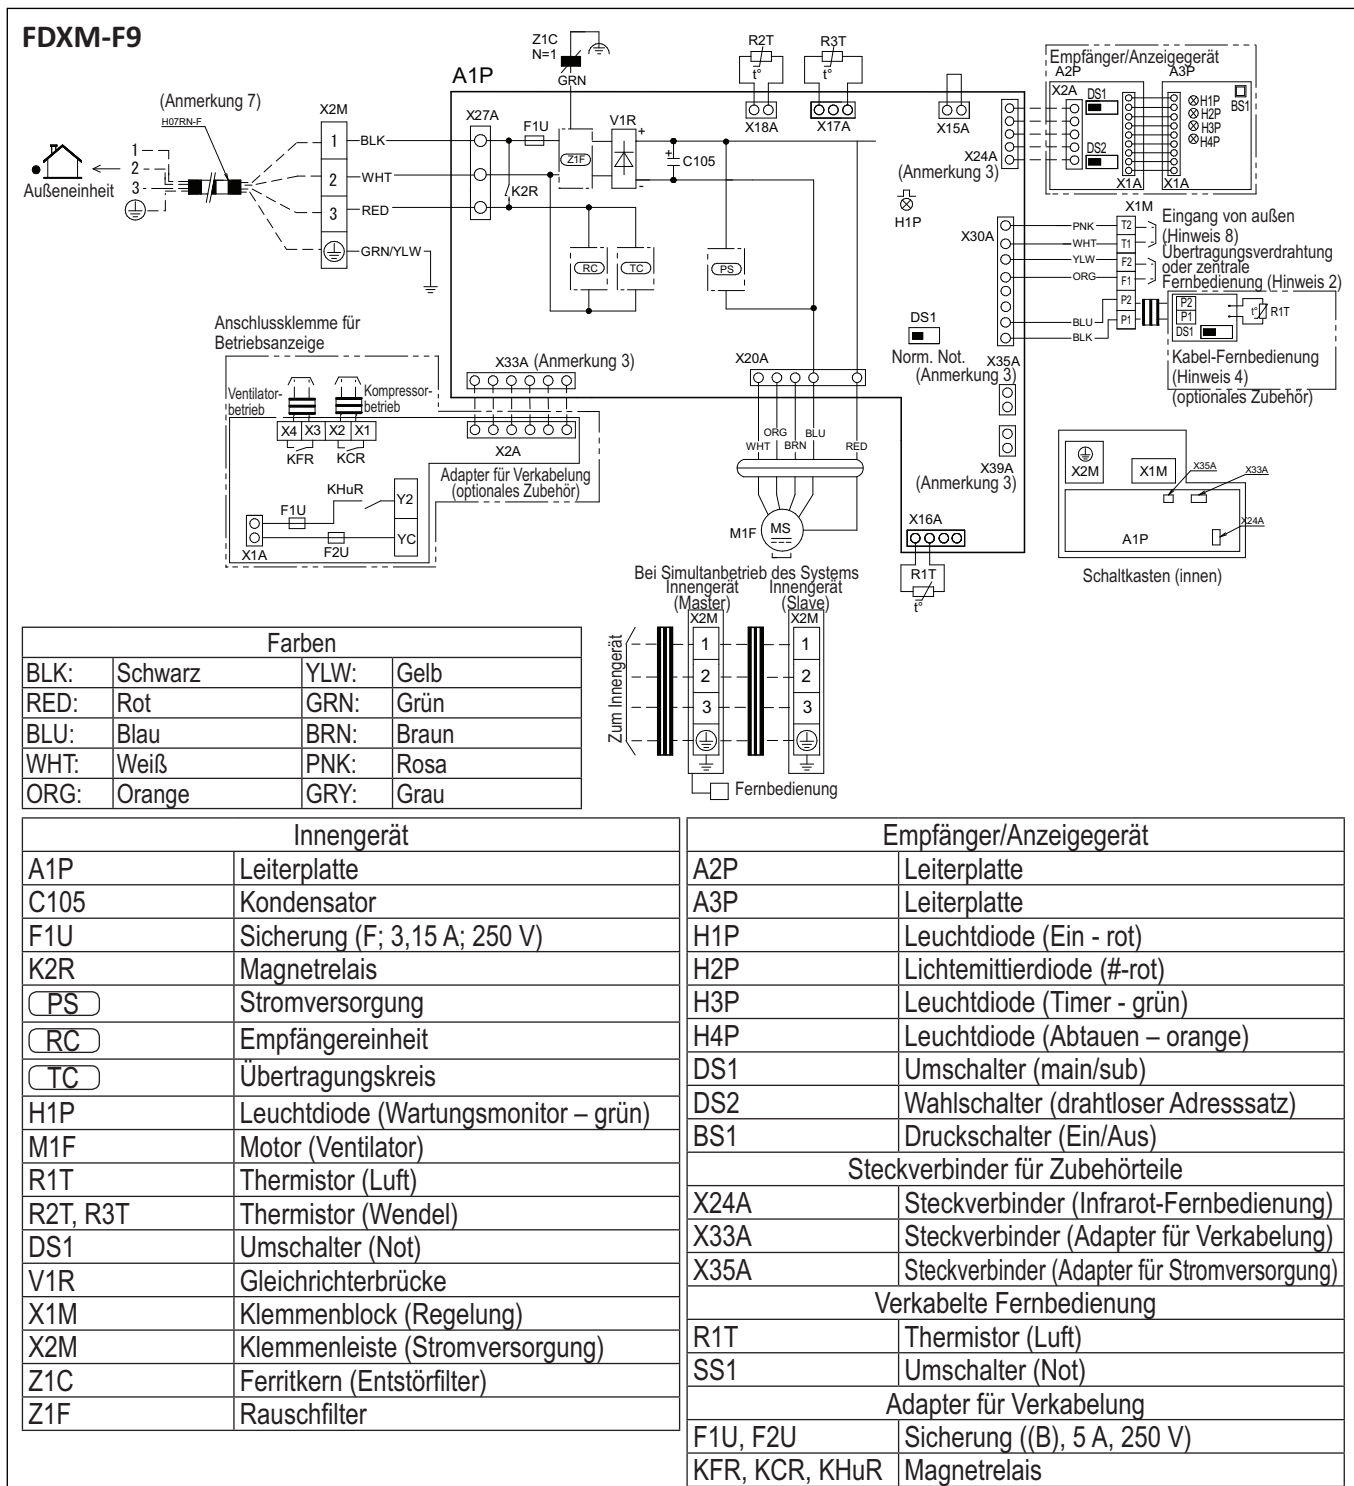 FDXM-F9
Z1C
N=1
GRN
R2T
t°
X18A
R3T
t°
X17A
X15A
Empfänger/Anzeigegerät
A2P
A3P
X2A
DS1
DS2
X1A
X1A
H1P
H2P
H3P
H4P
BS1
A1P
(Anmerkung 7)
H07RN-F
X2M
X27A
F1U
V1R
+
-
Z1F
+
C105
K2R
X24A
(Anmerkung 3)
H1P
Außeneinheit
1
2
3
1
2
3
BLK
WHT
RED
GRN/YLW
RC
TC
PS
X30A
X1M
PNK
WHT
YLW
ORG
BLU
BLK
T2
T1
F2
F1
P2
P1
Eingang von außen
(Hinweis 8)
Übertragungsverdrahtung
oder zentrale
Fernbedienung (Hinweis 2)
P2
P1
DS1
t°
R1T
Kabel-Fernbedienung
(Hinweis 4)
(optionales Zubehör)
DS1
Norm. Not.
X35A
(Anmerkung 3)
X39A
(Anmerkung 3)
Anschlussklemme für
Betriebsanzeige
X33A (Anmerkung 3)
Ventilator-
betrieb
Kompressor-
betrieb
X4
X3
X2
X1
KFR
KCR
X2A
Adapter für Verkabelung
(optionales Zubehör)
KHuR
Y2
YC
F1U
F2U
X1A
X20A
WHT
ORG
BRN
BLU
RED
M1F
MS
X16A
R1T
t°
X2M
X1M
X35A
X33A
X24A
A1P
Schaltkasten (innen)
Bei Simultanbetrieb des Systems
Innengerät
(Master)
Innengerät
(Slave)
X2M
X2M
Zum Innengerät
1
2
3
1
2
3
Fernbedienung
Farben
BLK: Schwarz YLW: Gelb
RED: Rot GRN: Grün
BLU: Blau BRN: Braun
WHT: Weiß PNK: Rosa
ORG: Orange GRY: Grau
Innengerät
A1P Leiterplatte
C105 Kondensator
F1U Sicherung (F; 3,15 A; 250 V)
K2R Magnetrelais
PS Stromversorgung
RC Empfängereinheit
TC Übertragungskreis
H1P Leuchtdiode (Wartungsmonitor – grün)
M1F Motor (Ventilator)
R1T Thermistor (Luft)
R2T, R3T Thermistor (Wendel)
DS1 Umschalter (Not)
V1R Gleichrichterbrücke
X1M Klemmenblock (Regelung)
X2M Klemmenleiste (Stromversorgung)
Z1C Ferritkern (Entstörfilter)
Z1F Rauschfilter
Empfänger/Anzeigegerät
A2P Leiterplatte
A3P Leiterplatte
H1P Leuchtdiode (Ein - rot)
H2P Lichtemittierdiode (#-rot)
H3P Leuchtdiode (Timer - grün)
H4P Leuchtdiode (Abtauen – orange)
DS1 Umschalter (main/sub)
DS2 Wahlschalter (drahtloser Adresssatz)
BS1 Druckschalter (Ein/Aus)
Steckverbinder für Zubehörteile
X24A Steckverbinder (Infrarot-Fernbedienung)
X33A Steckverbinder (Adapter für Verkabelung)
X35A Steckverbinder (Adapter für Stromversorgung)
Verkabelte Fernbedienung
R1T Thermistor (Luft)
SS1 Umschalter (Not)
Adapter für Verkabelung
F1U, F2U Sicherung ((B), 5 A, 250 V)
KFR, KCR, KHuR Magnetrelais